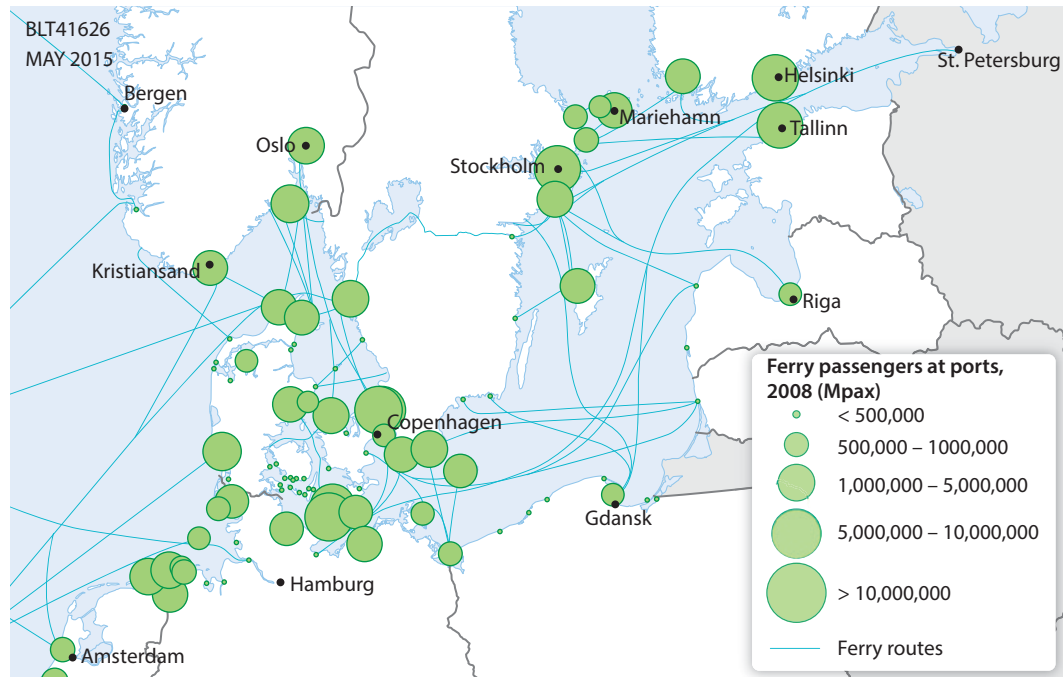 BLT41626
MAY 2015
Bergen
St. Petersburg
Helsinki
Mariehamn
Tallinn
Oslo
Stockholm
Kristiansand
Riga
Copenhagen
Gdansk
Hamburg
Amsterdam
Ferry passengers at ports,
2008 (Mpax)
< 500,000
500,000 – 1000,000
1,000,000 – 5,000,000
5,000,000 – 10,000,000
> 10,000,000
Ferry routes